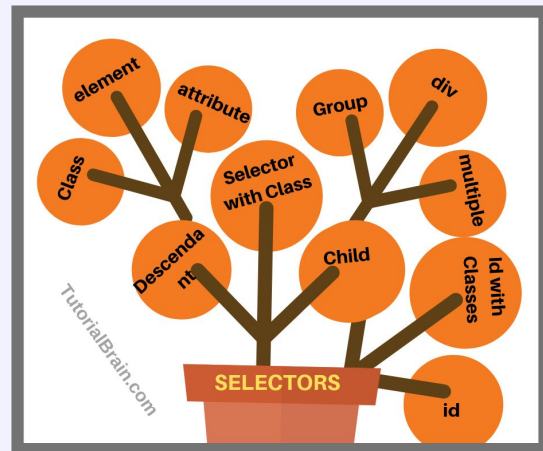 element
attribute
Group
div
Class
Selector
with Class
multiple
Descenda
nt
Child
Id with
Classes
TutorialBrain.com
SELECTORS
id